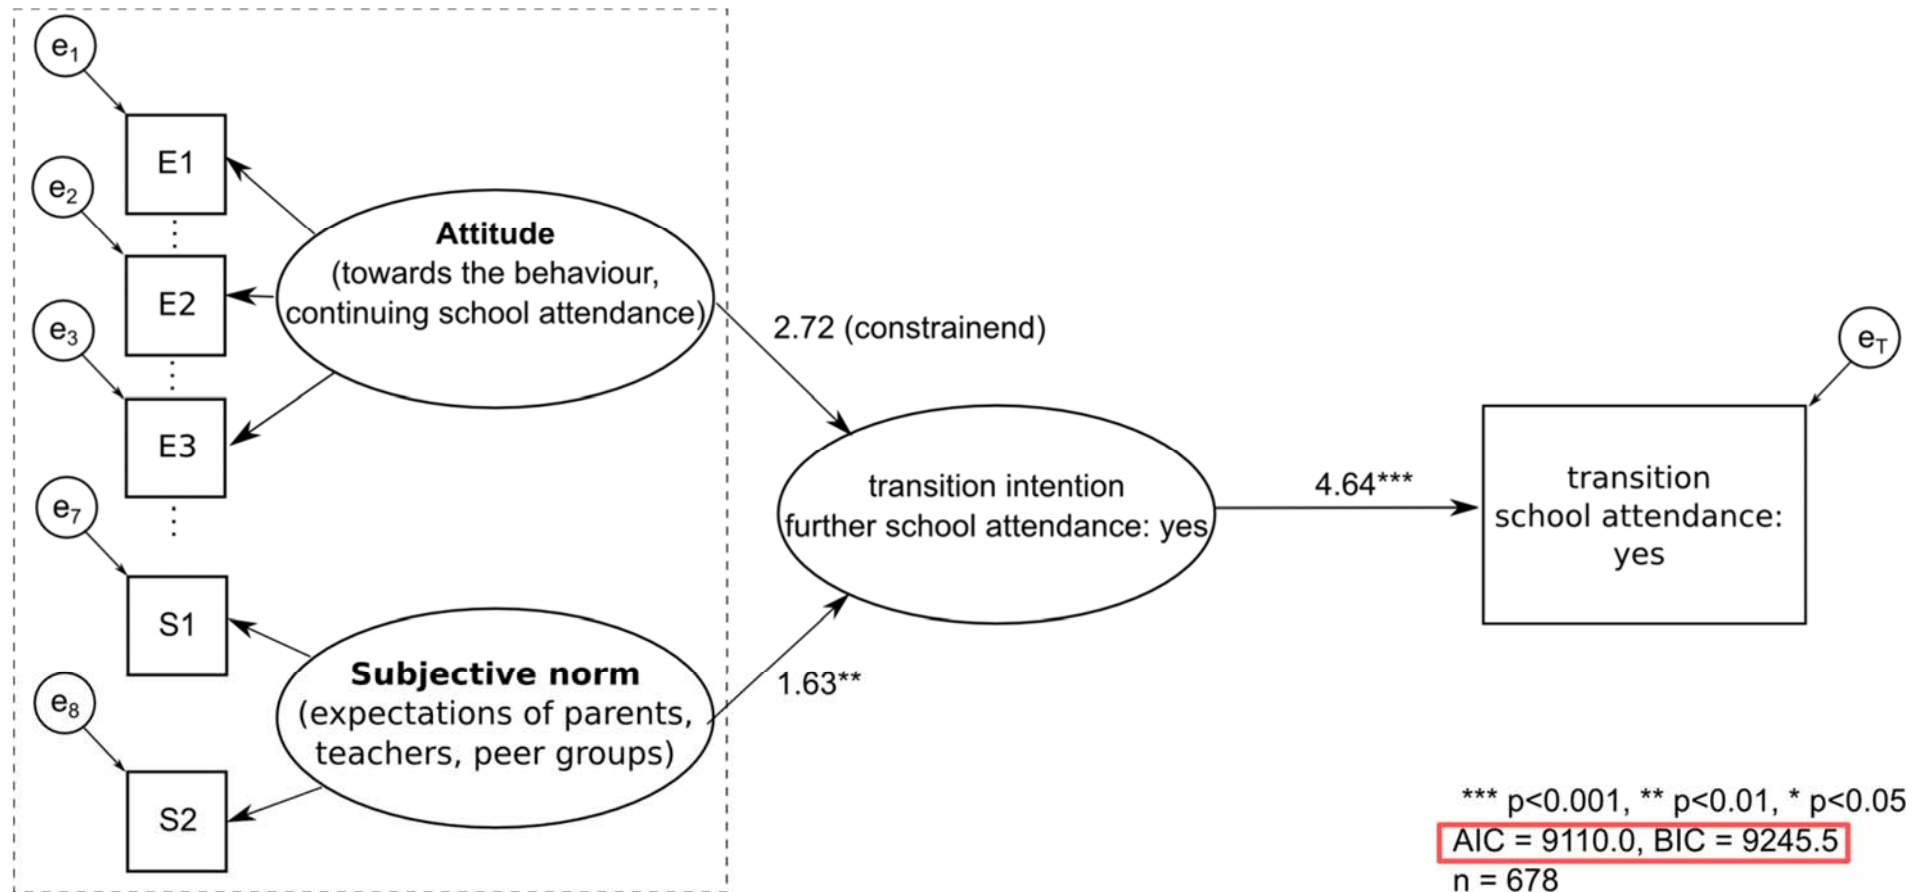 e1
E1
e2
E2
e3
E3
e7
S1
e8
S2
Attitude
(towards the behaviour,
continuing school attendance)
Subjective norm
(expectations of parents,
teachers, peer groups)
2.72 (constrainend)
1.63**
transition intention
further school attendance: yes
4.64***
eT
transition
school attendance:
yes
*** p<0.001, ** p<0.01, * p<0.05
AIC = 9110.0, BIC = 9245.5
n = 678